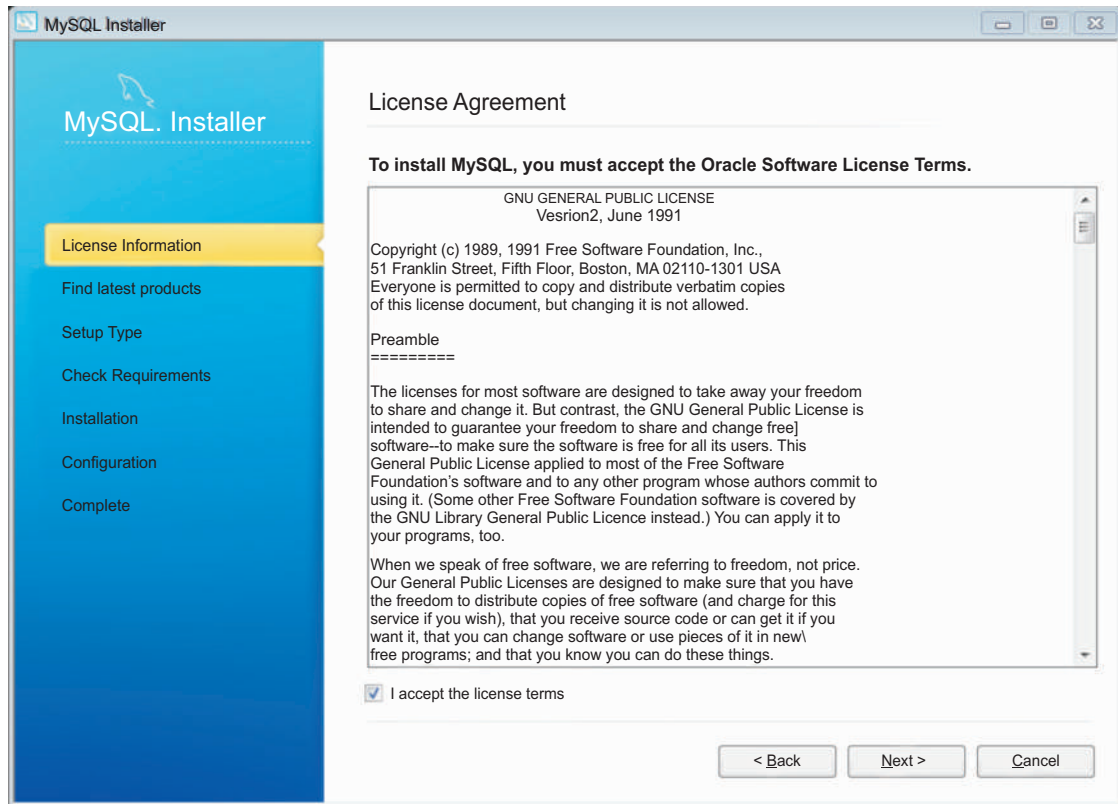 MySQL Installer
MySQL. Installer
License Information
Find latest products
Setup Type
Check Requirements
Installation
Configuration
Complete
License Agreement
To install MySQL, you must accept the Oracle Software License Terms.
GNU GENERAL PUBLIC LICENSE
Vesrion2, June 1991
Copyright (c) 1989, 1991 Free Software Foundation, Inc.,
51 Franklin Street, Fifth Floor, Boston, MA 02110-1301 USA
Everyone is permitted to copy and distribute verbatim copies
of this license document, but changing it is not allowed.
Preamble
=========
The licenses for most software are designed to take away your freedom
to share and change it. But contrast, the GNU General Public License is
intended to guarantee your freedom to share and change free]
software--to make sure the software is free for all its users. This
General Public License applied to most of the Free Software
Foundation's software and to any other program whose authors commit to
using it. (Some other Free Software Foundation software is covered by
the GNU Library General Public Licence instead.) You can apply it to
your programs, too.
When we speak of free software, we are referring to freedom, not price.
Our General Public Licenses are designed to make sure that you have
the freedom to distribute copies of free software (and charge for this
service if you wish), that you receive source code or can get it if you
want it, that you can change software or use pieces of it in new\
free programs; and that you know you can do these things.
I accept the license terms
< Back
Next >
Cancel